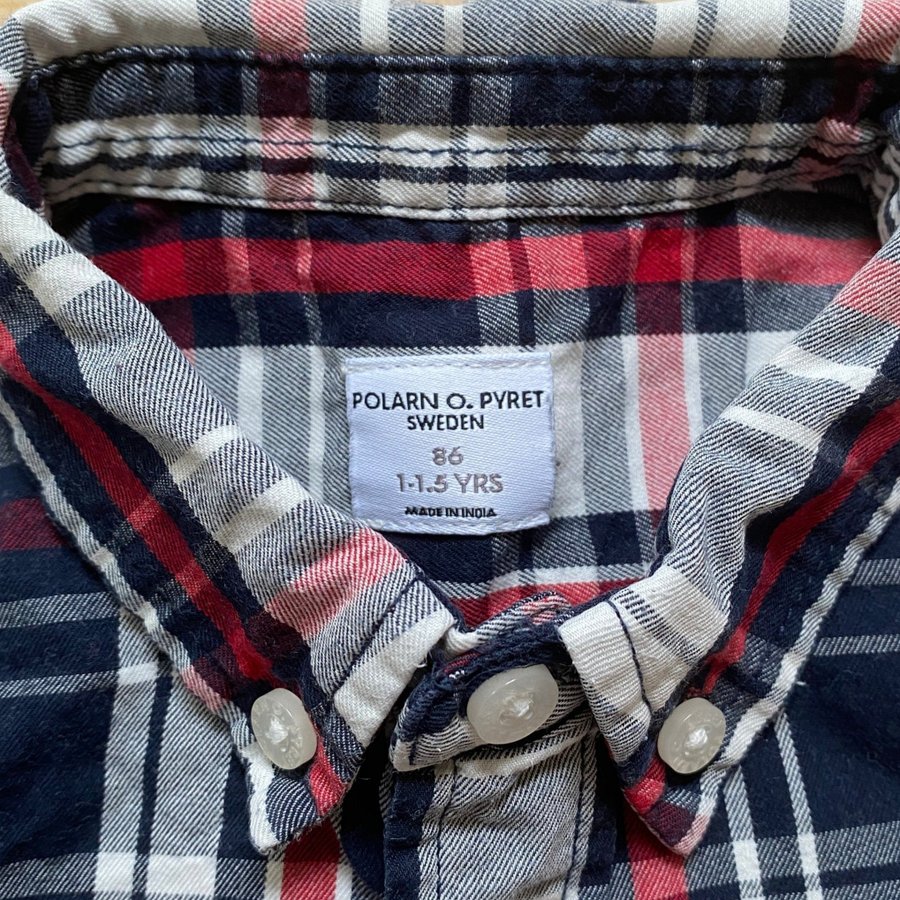 POLARN O. PYRET
SWEDEN
86
1-1.5 YRS
MADE IN INDIA